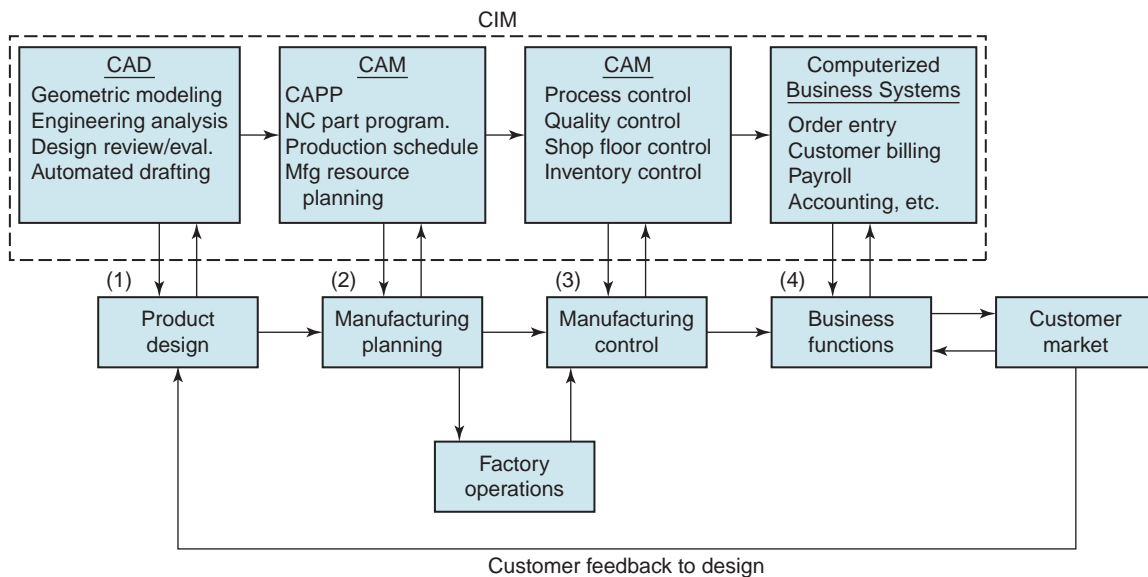 CIM
CAD
Geometric modeling
Engineering analysis
Design review/eval.
Automated drafting
CAM
CAPP
NC part program.
Production schedule
Mfg resource
planning
CAM
Process control
Quality control
Shop floor control
Inventory control
Computerized
Business Systems
Order entry
Customer billing
Payroll
Accounting, etc.
(1)
Product
design
(2)
Manufacturing
planning
(3)
Manufacturing
control
(4)
Business
functions
Customer
market
Factory
operations
Customer feedback to design